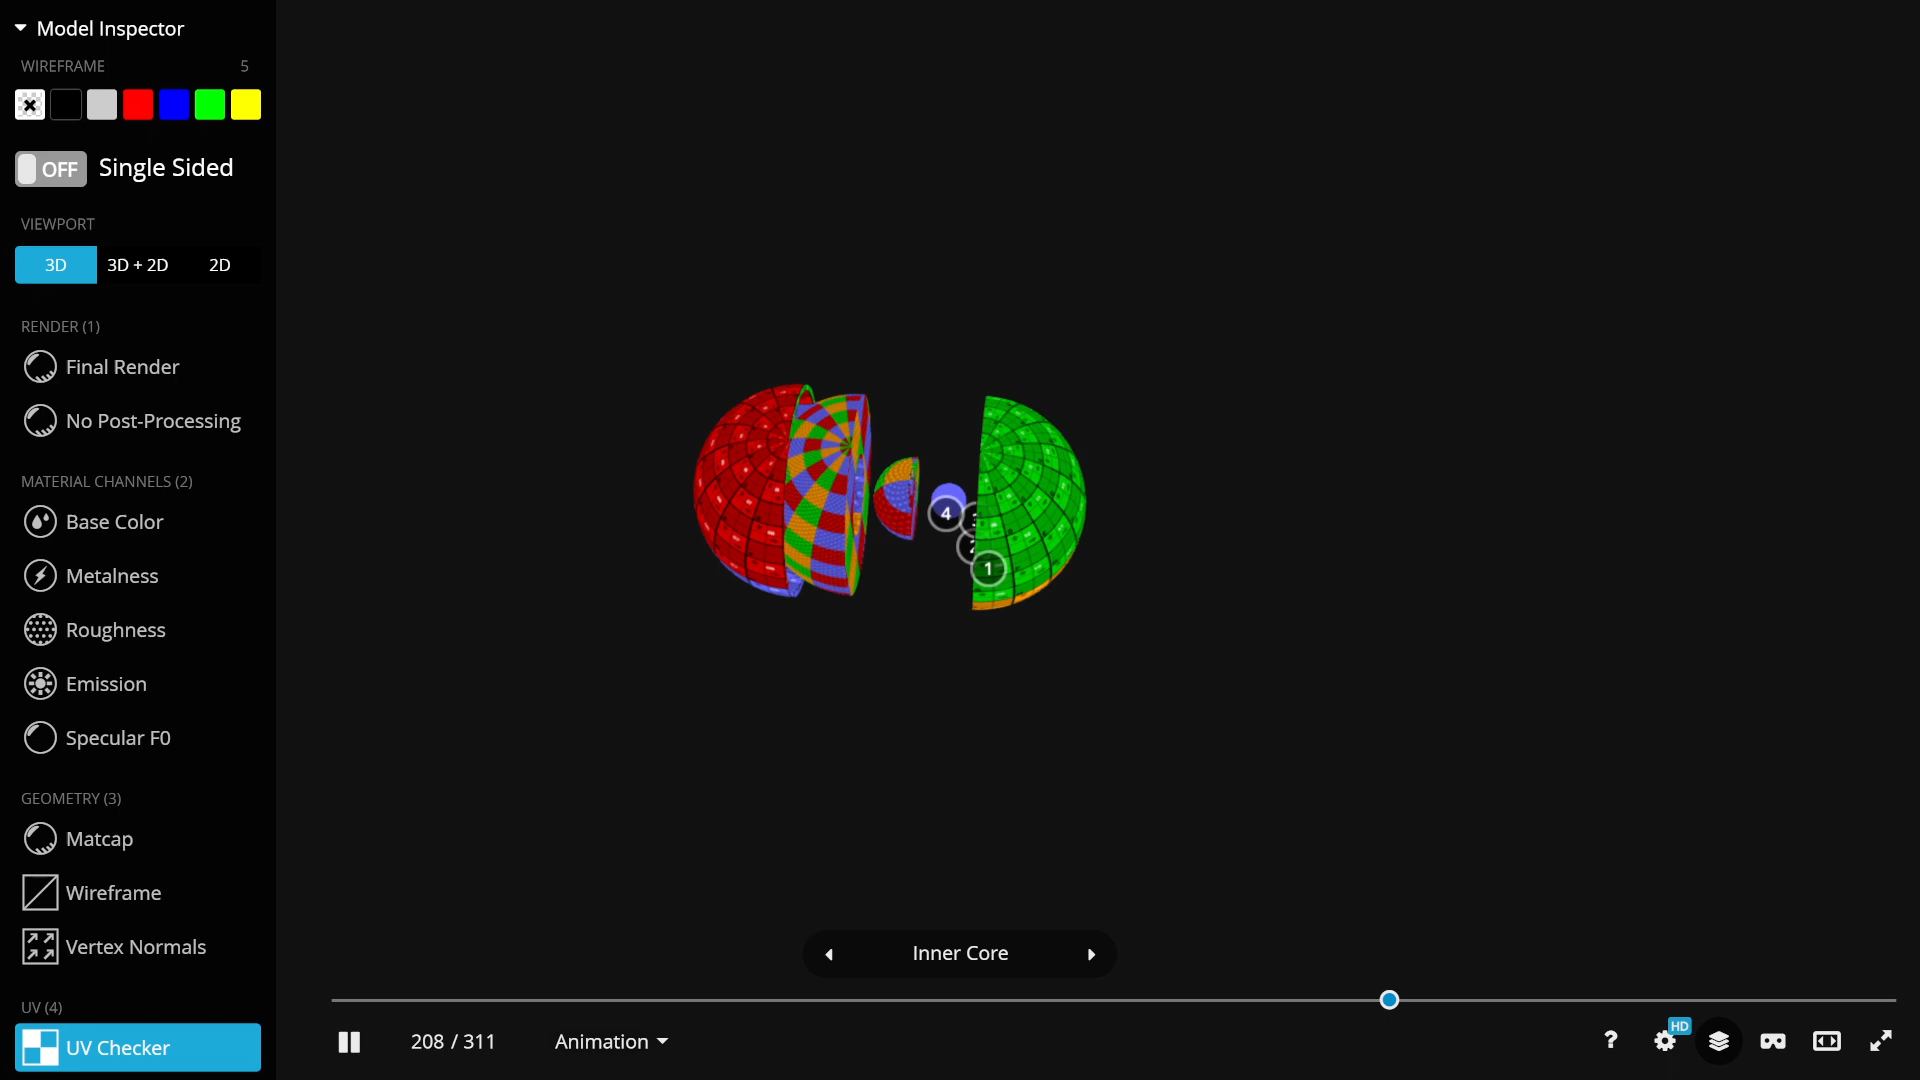 Model Inspector
WIREFRAME 5
OFF Single Sided
VIEWPORT
3D 3D + 2D 2D
RENDER (1)
Final Render
No Post-Processing
MATERIAL CHANNELS (2)
Base Color
Metalness
Roughness
Emission
Specular F0
GEOMETRY (3)
Matcap
Wireframe
Vertex Normals
UV (4)
UV Checker
4
2
1
Inner Core
208 / 311 Animation
? HD